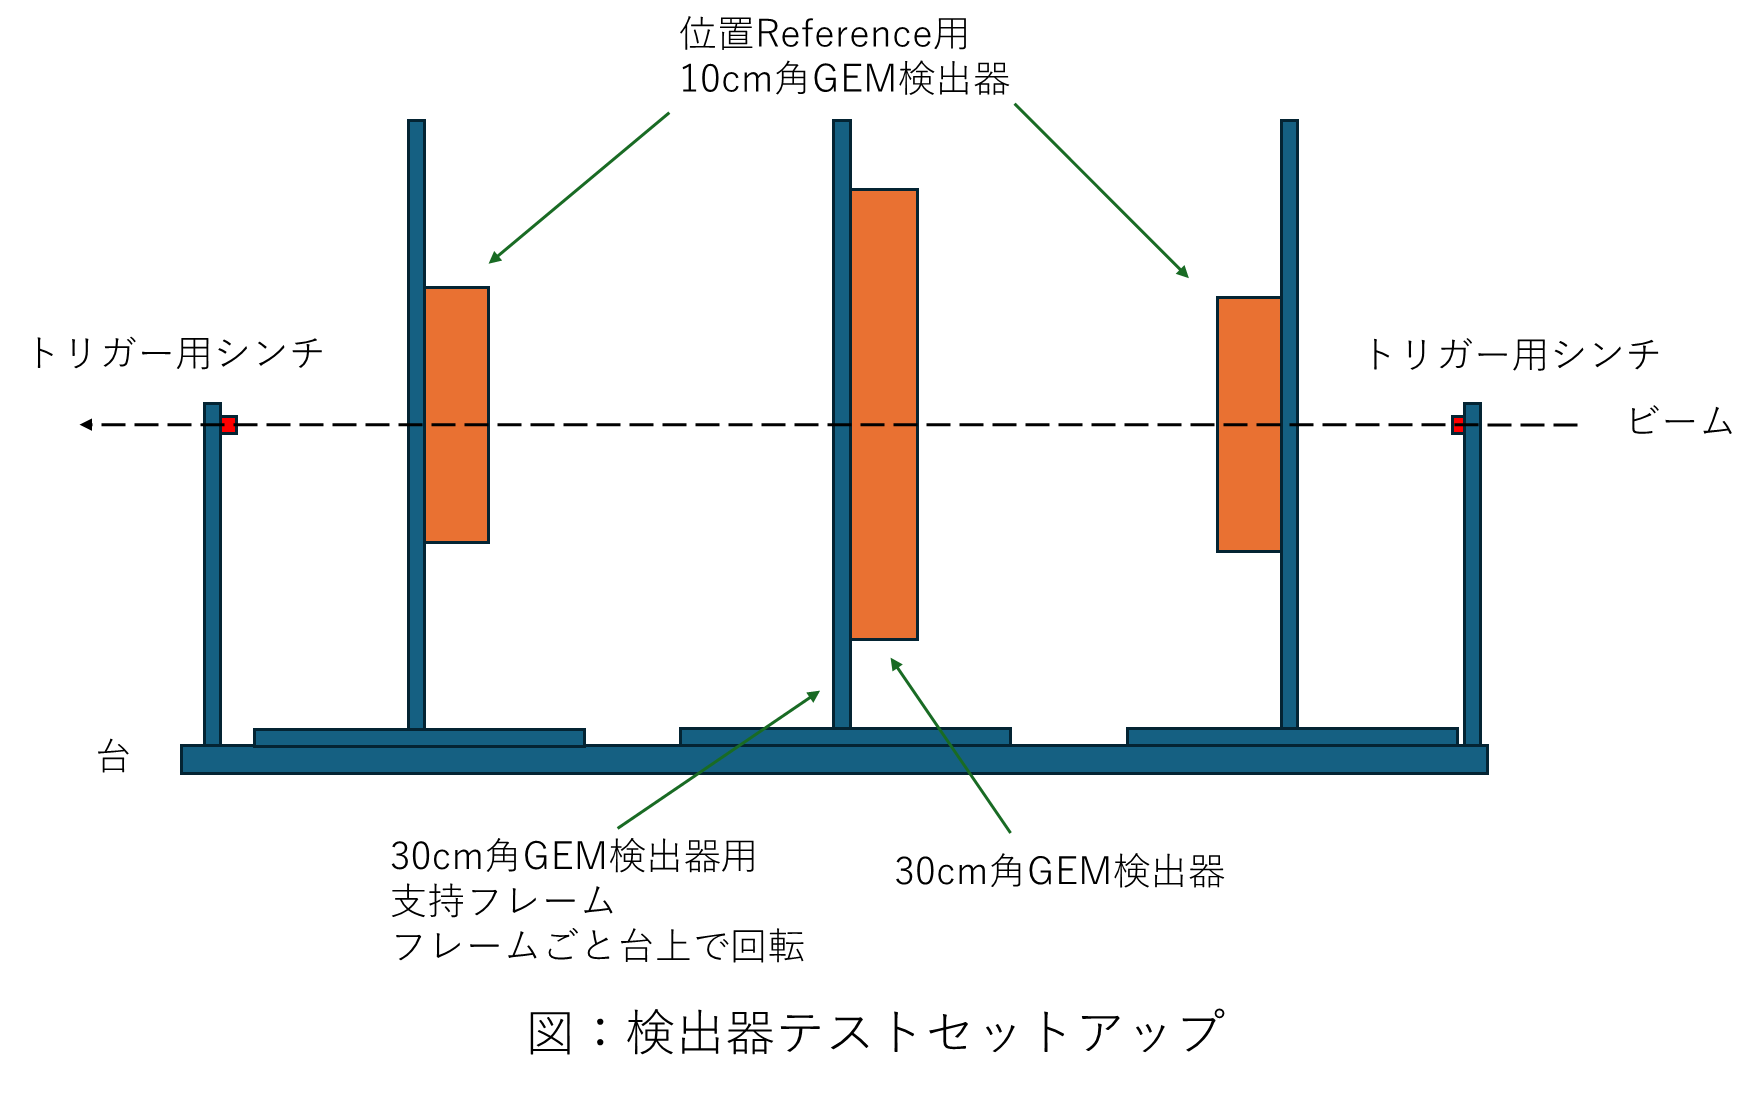 位置Reference用
10cm角GEM検出器
トリガー用シンチ
トリガー用シンチ
ビーム
台
30cm角GEM検出器用
支持フレーム
フレームごと台上で回転
30cm角GEM検出器
図：検出器テストセットアップ